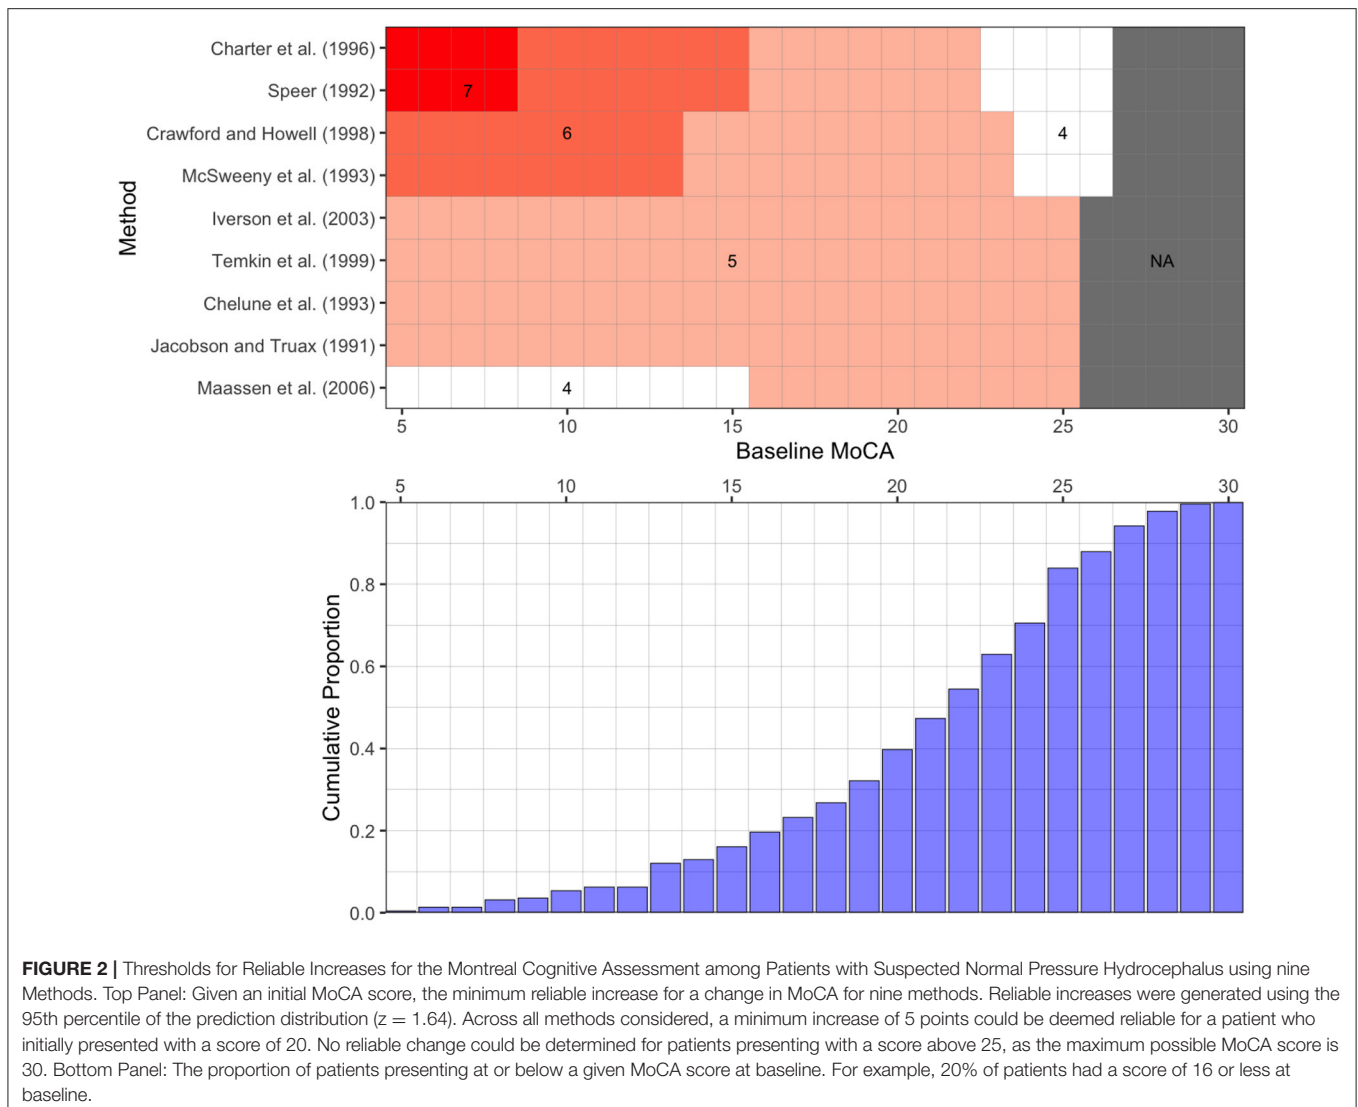 Charter et al. (1996)
Speer (1992)
7
Crawford and Howell (1998)
6
4
McSweeny et al. (1993)
Iverson et al. (2003)
Temkin et al. (1999)
5
NA
Chelune et al. (1993)
Jacobson and Truax (1991)
Maassen et al. (2006)
4
Method
5 10 15 20 25 30
Baseline MoCA
5 10 15 20 25 30
1.0
0.8
0.6
0.4
0.2
0.0
Cumulative Proportion
FIGURE 2 | Thresholds for Reliable Increases for the Montreal Cognitive Assessment among Patients with Suspected Normal Pressure Hydrocephalus using nine
Methods. Top Panel: Given an initial MoCA score, the minimum reliable increase for a change in MoCA for nine methods. Reliable increases were generated using the
95th percentile of the prediction distribution (z = 1.64). Across all methods considered, a minimum increase of 5 points could be deemed reliable for a patient who
initially presented with a score of 20. No reliable change could be determined for patients presenting with a score above 25, as the maximum possible MoCA score is
30. Bottom Panel: The proportion of patients presenting at or below a given MoCA score at baseline. For example, 20% of patients had a score of 16 or less at
baseline.